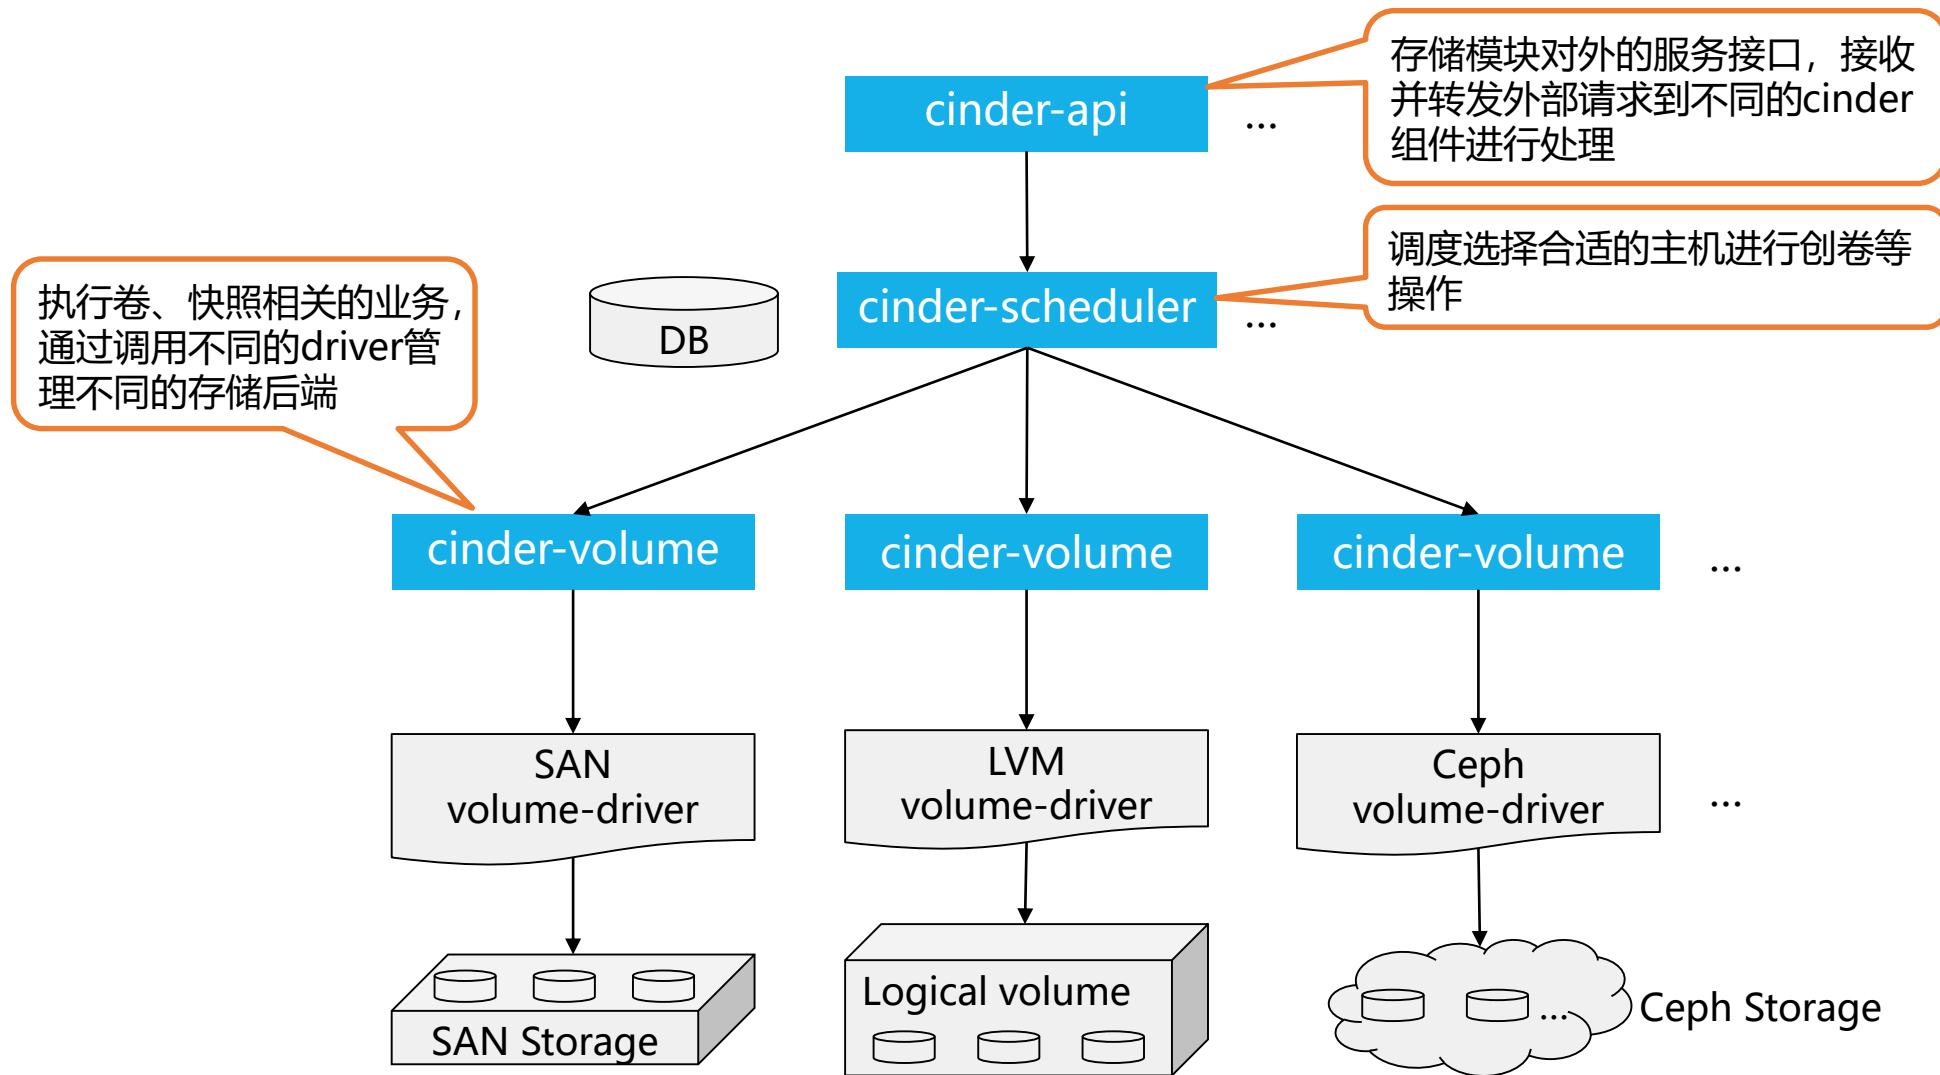 cinder-api
...
存储模块对外的服务接口，接收
并转发外部请求到不同的cinder
组件进行处理
调度选择合适的主机进行创卷等
操作
cinder-scheduler
...
DB
执行卷、快照相关的业务，
通过调用不同的driver管
理不同的存储后端
cinder-volume
cinder-volume
cinder-volume
...
SAN
volume-driver
LVM
volume-driver
Ceph
volume-driver
...
SAN Storage
Logical volume
...
Ceph Storage